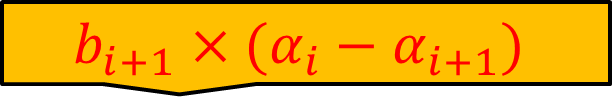 b_{i+1} × (α_i − α_{i+1})